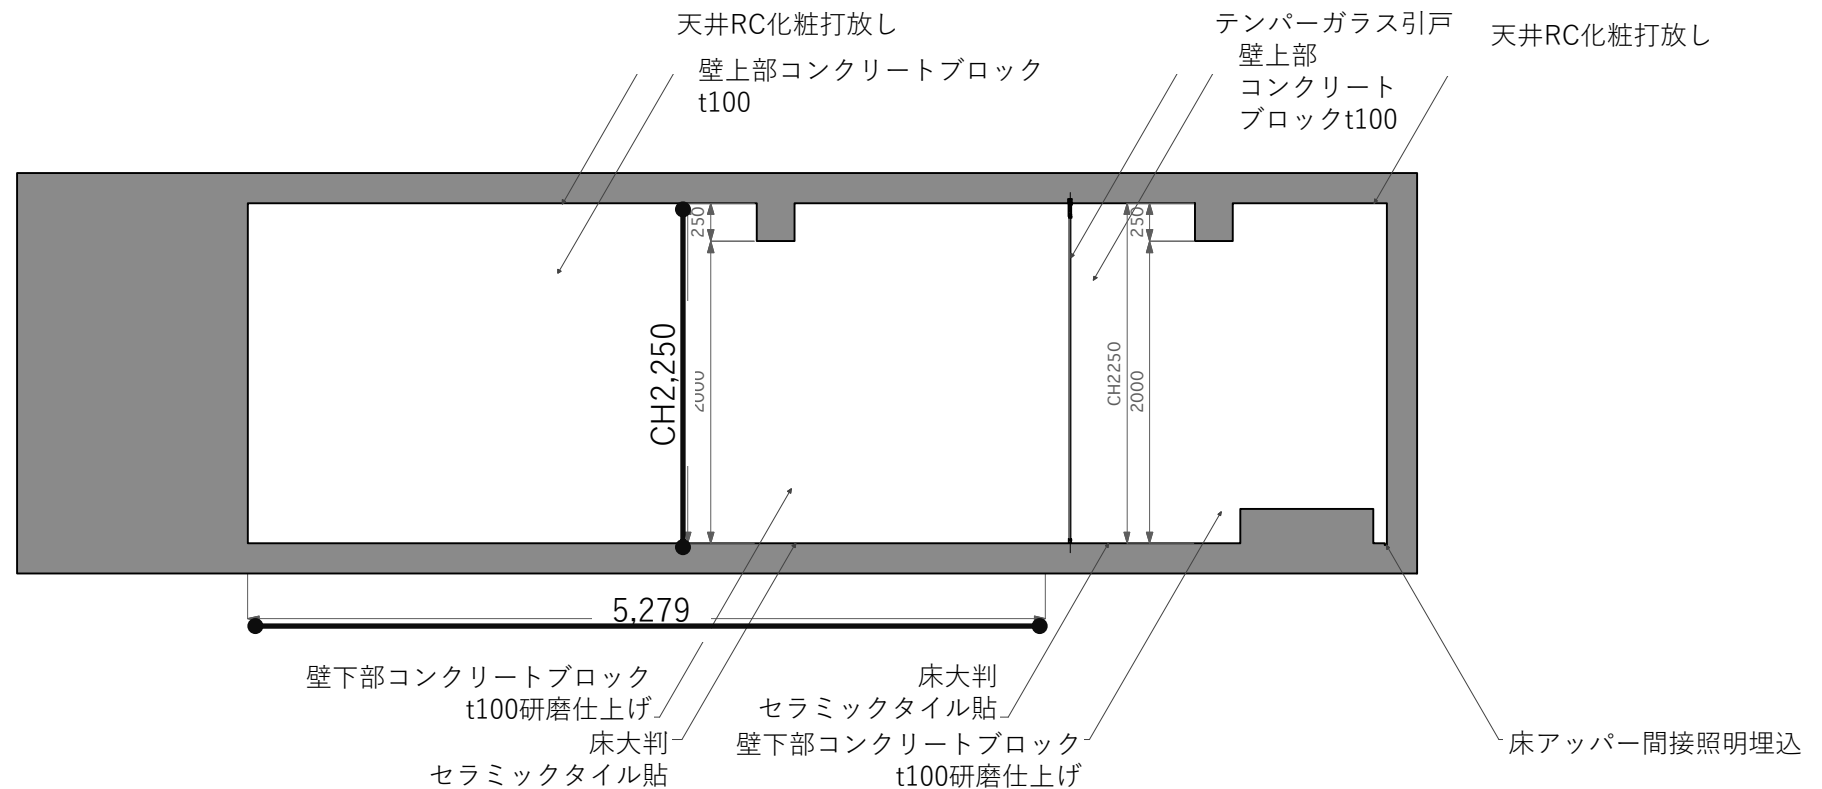 天井RC化粧打放し
壁上部コンクリートブロック
t100
テンパーガラス引戸
壁上部
コンクリート
ブロックt100
天井RC化粧打放し
250
CH2,250
2000
250
CH2250
2000
5,279
壁下部コンクリートブロック
t100研磨仕上げ
床大判
セラミックタイル貼
床大判
セラミックタイル貼
壁下部コンクリートブロック
t100研磨仕上げ
床アッパー間接照明埋込